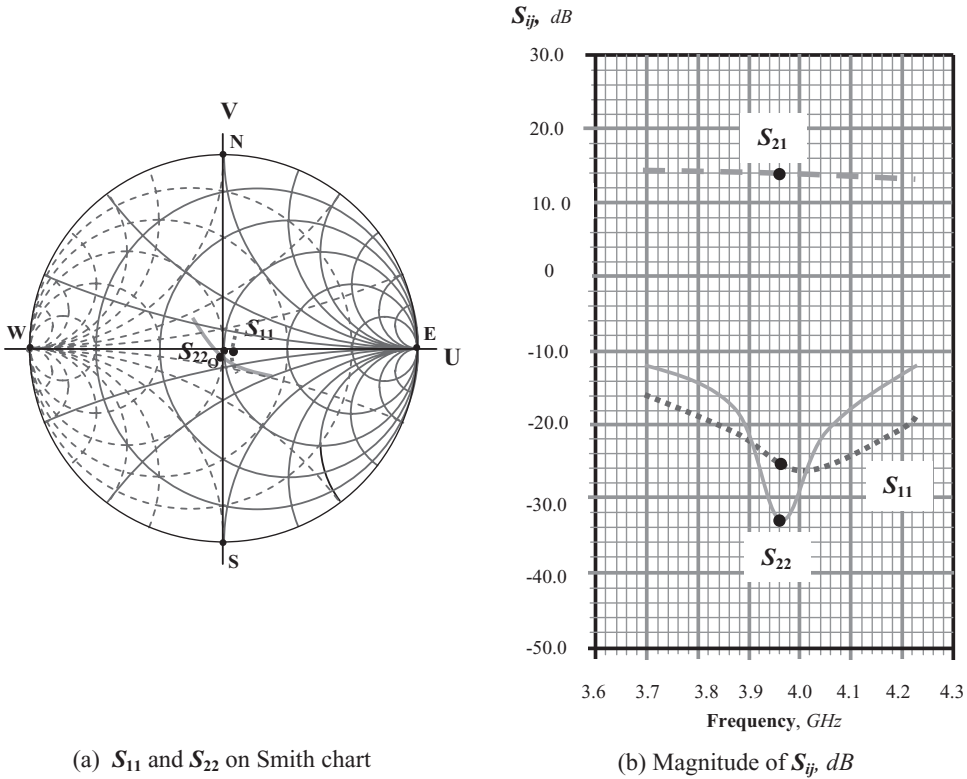 V
N
W
E
U
S₁₁
S₂₂
O
S
(a) S₁₁ and S₂₂ on Smith chart
Sᵢⱼ, dB
30.0
20.0
10. 0
0
-10.0
-20.0
-30.0
-40.0
-50.0
S₂₁
S₁₁
S₂₂
3.6 3.7 3.8 3.9 4.0 4.1 4.2 4.3
Frequency, GHz
(b) Magnitude of Sᵢⱼ, dB